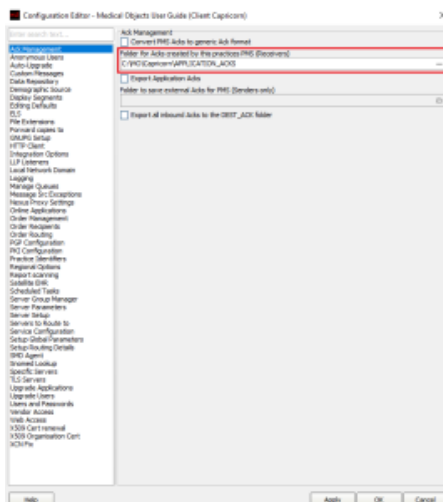 Configuration Editor - Medical Objects User Guide (Client Capricorn)
Enter search text...
Ack Management
Anonymous Users
Auto-Upgrade
Custom Messages
Data Repository
Demographic Source
Display Segments
Editing Defaults
ELS
File Extensions
Forward copies to
GNUPG Setup
HTTP Client
Integration Options
LLP Listeners
Local Network Domain
Logging
Manage Queues
Message Src Exceptions
Nexus Proxy Settings
Online Applications
Order Management
Order Recipients
Order Routing
PGP Configuration
PKI Configuration
Practice Identifiers
Regional Options
Report scanning
Satellite EHR
Scheduled Tasks
Server Group Manager
Server Parameters
Server Setup
Servers to Route to
Service Configuration
Setup Global Parameters
Setup Routing Details
SMD Agent
Snomed Lookup
Specific Servers
TLS Servers
Upgrade Applications
Upgrade Users
Users and Passwords
Vendor Access
Web Access
X509 Cert renewal
X509 Organisation Cert
XCN Fix
Ack Management
Convert PMS Acks to generic Ack format
Folder for Acks created by this practices PMS (Receivers)
C:\MO\Capricorn\APPLICATION_ACKS
Export Application Acks
Folder to save external Acks for PMS (Senders only)
Export all inbound Acks to the DEST_ACK folder
Help
Apply
OK
Cancel